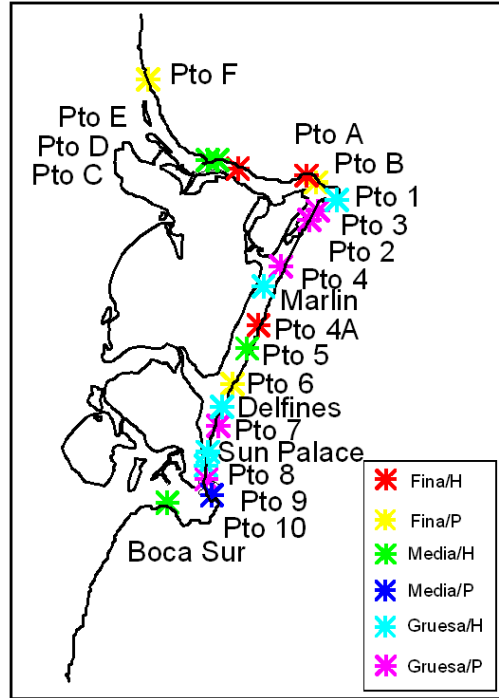 Pto F
Pto E
Pto D
Pto C
Pto A
Pto B
Pto 1
Pto 3
Pto 2
Pto 4
Marlin
Pto 4A
Pto 5
Pto 6
Delfines
Pto 7
Sun Palace
Pto 8
Pto 9
Pto 10
Boca Sur
Fina/H
Fina/P
Media/H
Media/P
Gruesa/H
Gruesa/P